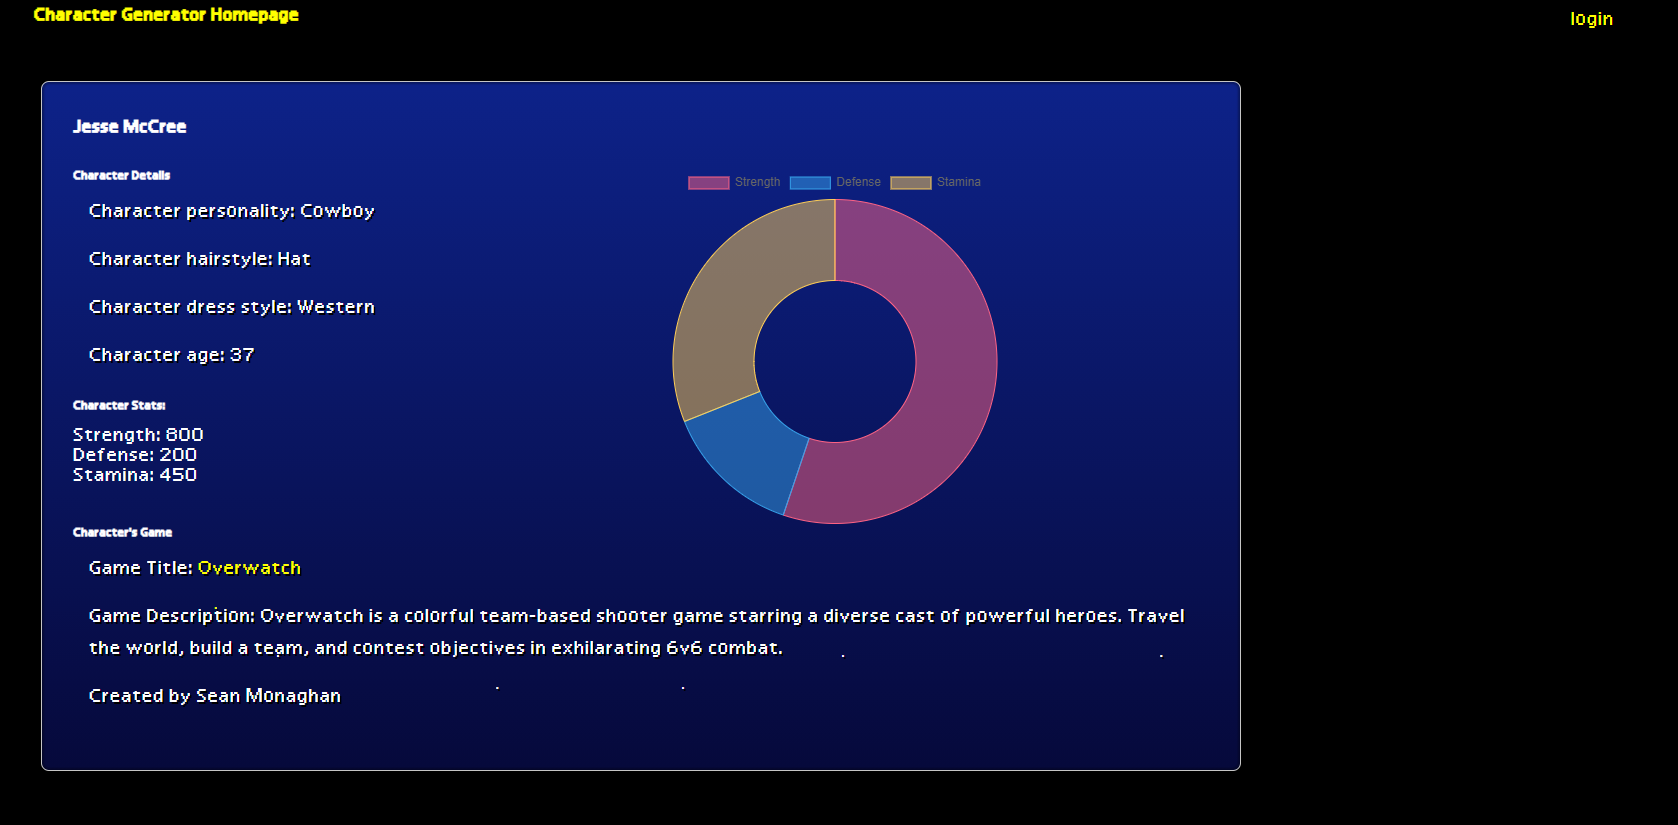 Character Generator Homepage
login
Jesse McCree
Character Details
Character personality: Cowboy
Character hairstyle: Hat
Character dress style: Western
Character age: 37
Strength Defense Stamina
Character Stats:
Strength: 800
Defense: 200
Stamina: 450
Character's Game
Game Title: Overwatch
Game Description: Overwatch is a colorful team-based shooter game starring a diverse cast of powerful heroes. Travel
the world, build a team, and contest objectives in exhilarating 6v6 combat.
Created by Sean Monaghan